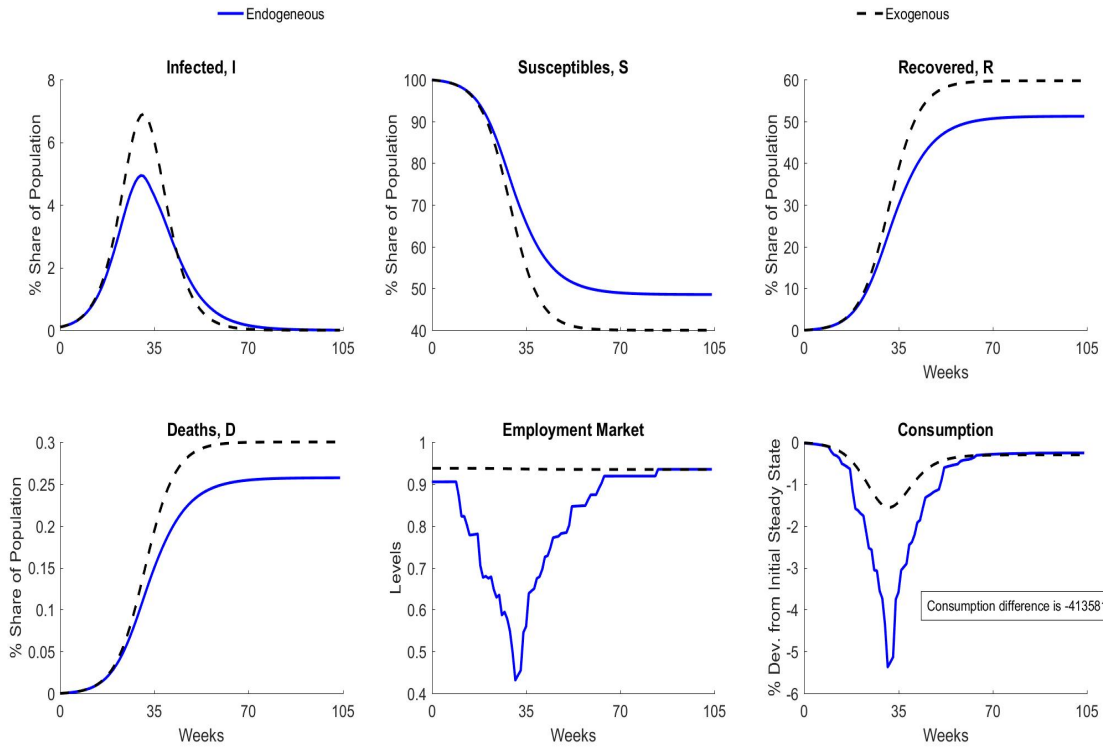 Endogeneous
Exogenous
Infected, I
% Share of Population
8
6
4
2
0
0 35 70 105
Susceptibles, S
% Share of Population
100
90
80
70
60
50
40
0 35 70 105
Recovered, R
% Share of Population
60
50
40
30
20
10
0
0 35 70 105
Weeks
Deaths, D
% Share of Population
0.3
0.25
0.2
0.15
0.1
0.05
0
0 35 70 105
Weeks
Employment Market
Levels
1
0.9
0.8
0.7
0.6
0.5
0.4
0 35 70 105
Weeks
Consumption
% Dev. from Initial Steady State
0
-1
-2
-3
-4
-5
-6
Consumption difference is -41358
0 35 70 105
Weeks